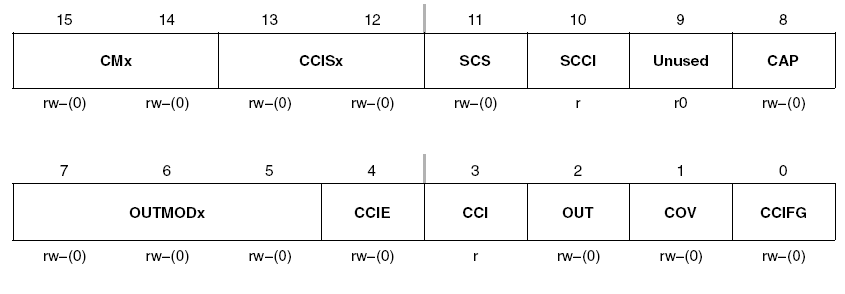 15 14 13 12 11 10 9 8
CMx CCISx SCS SCCI Unused CAP
rw−(0) rw−(0) rw−(0) rw−(0) rw−(0) r r0 rw−(0)
7 6 5 4 3 2 1 0
OUTMODx CCIE CCI OUT COV CCIFG
rw−(0) rw−(0) rw−(0) rw−(0) r rw−(0) rw−(0) rw−(0)